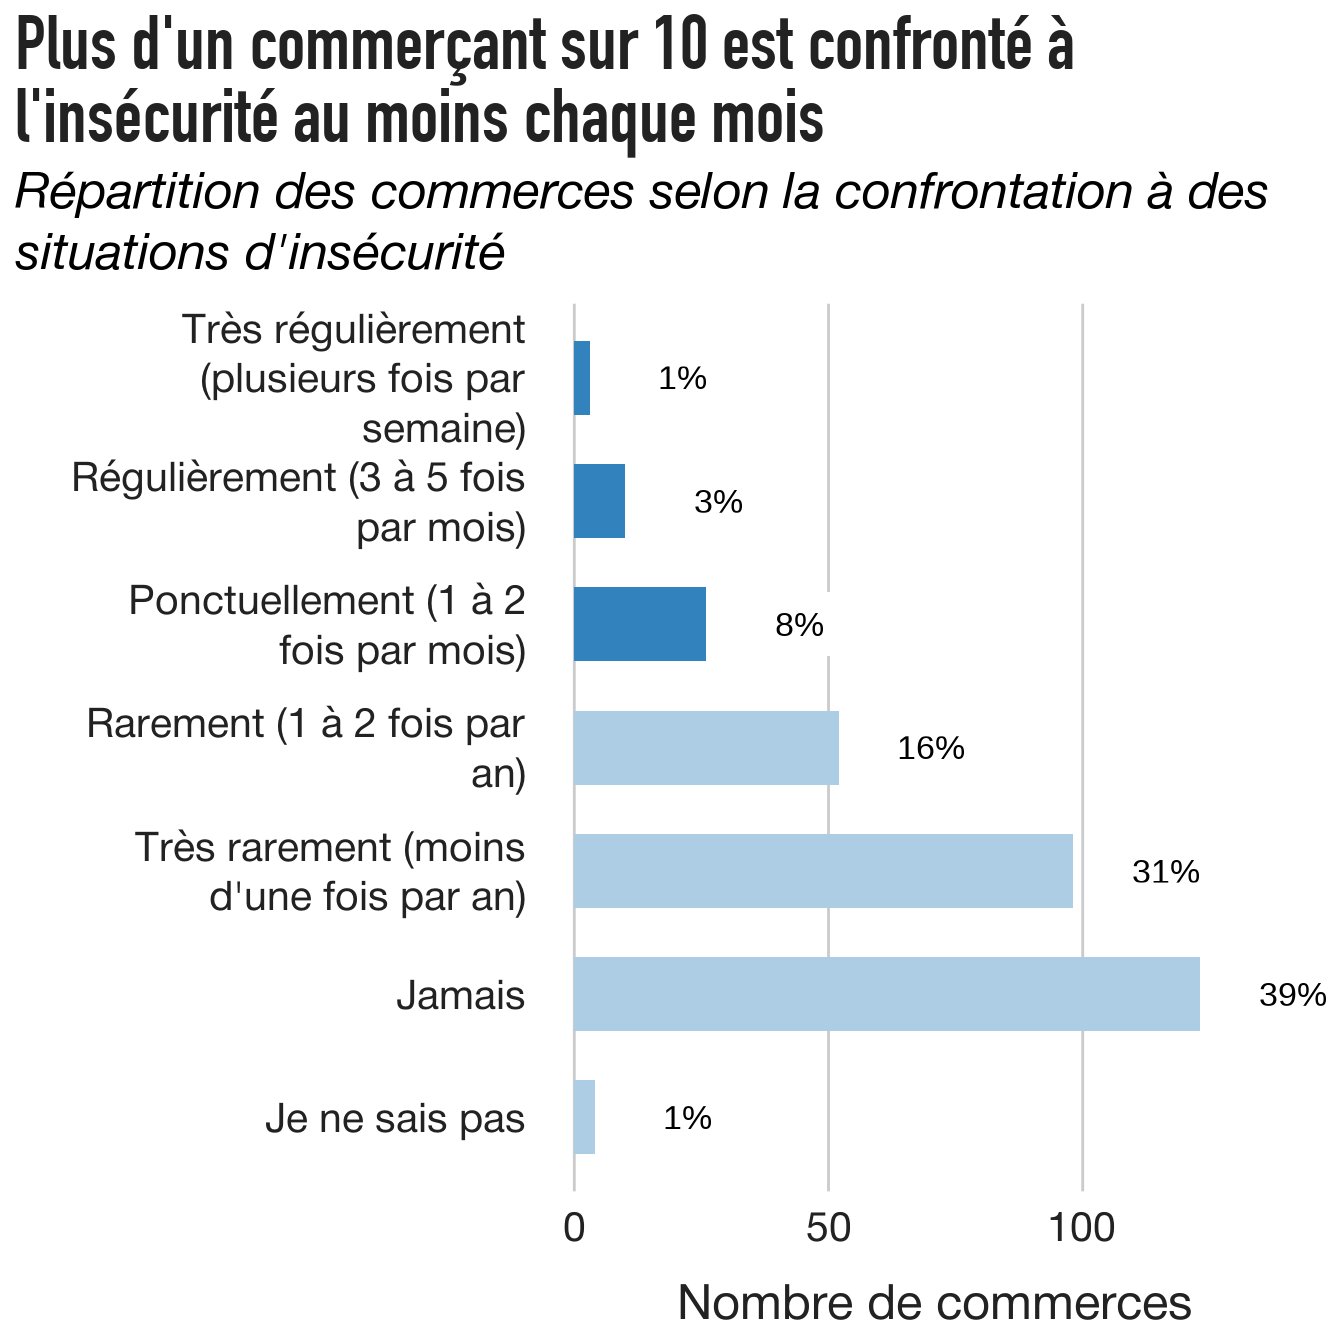 Plus d'un commerçant sur 10 est confronté à
l'insécurité au moins chaque mois
Répartition des commerces selon la confrontation à des
situations d'insécurité
Très régulièrement
(plusieurs fois par
semaine)
1%
Régulièrement (3 à 5 fois
par mois)
3%
Ponctuellement (1 à 2
fois par mois)
8%
Rarement (1 à 2 fois par
an)
16%
Très rarement (moins
d'une fois par an)
31%
Jamais
39%
Je ne sais pas
1%
0 50 100
Nombre de commerces